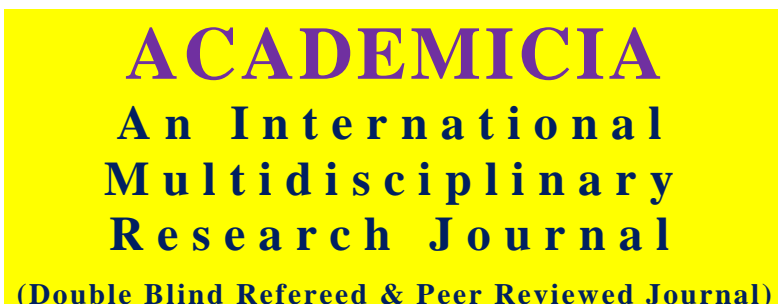 ACADEMICIA
An International
Multidisciplinary
Research Journal
(Double Blind Refereed & Peer Reviewed Journal)